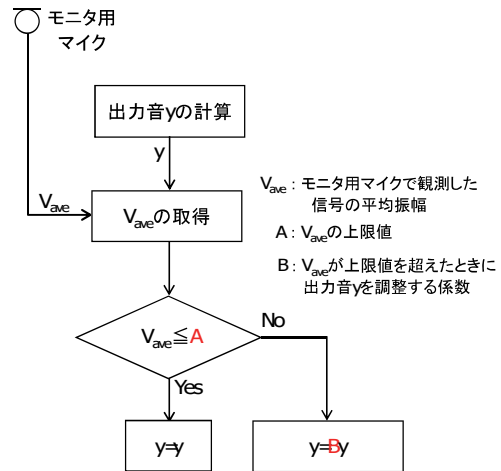 モニタ用
マイク
出力音yの計算
y
Vave
Vaveの取得
Vave : モニタ用マイクで観測した
信号の平均振幅
A : Vaveの上限値
B : Vaveが上限値を超えたときに
出力音yを調整する係数
Vave≦A
No
Yes
y=y
y=By